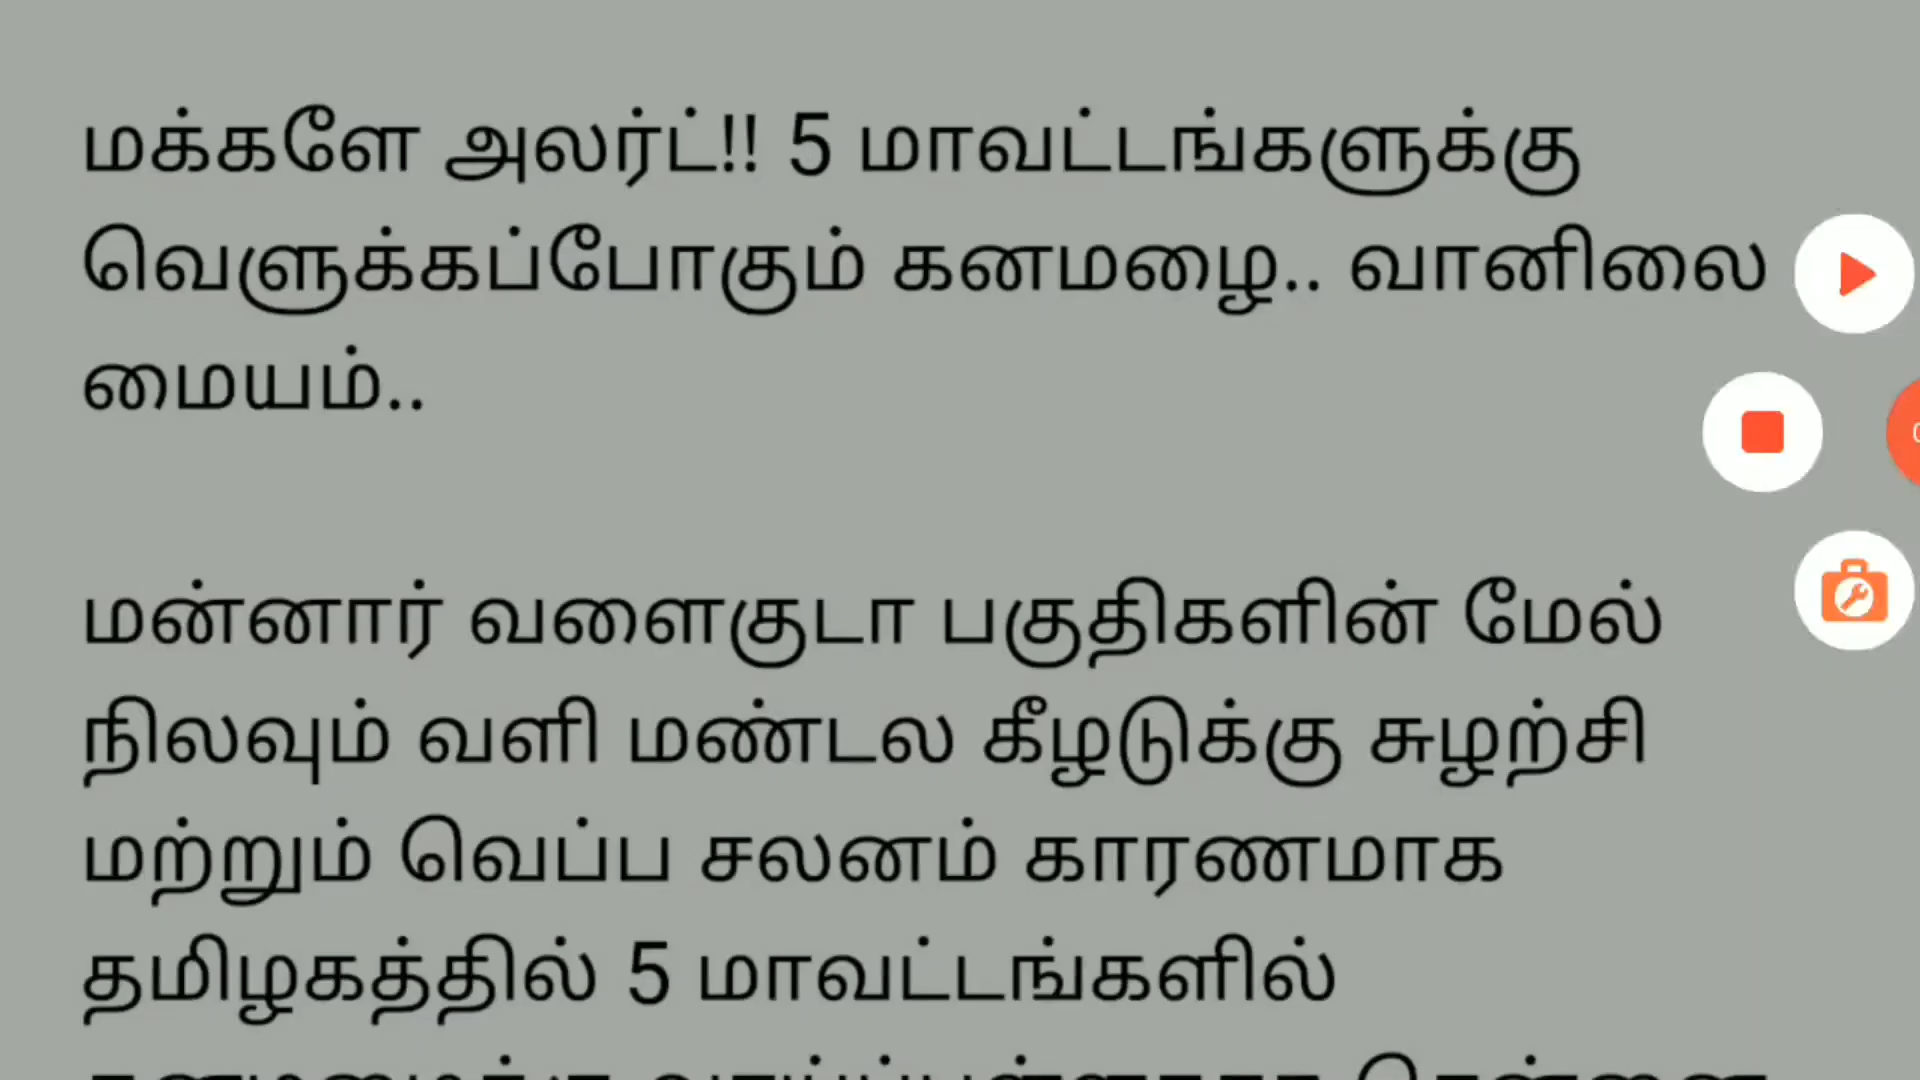 மக்களே அலர்ட்!! 5 மாவட்டங்களுக்கு
வெளுக்கப்போகும் கனமழை.. வானிலை
மையம்..
மன்னார் வளைகுடா பகுதிகளின் மேல்
நிலவும் வளி மண்டல கீழடுக்கு சுழற்சி
மற்றும் வெப்ப சலனம் காரணமாக
தமிழகத்தில் 5 மாவட்டங்களில்